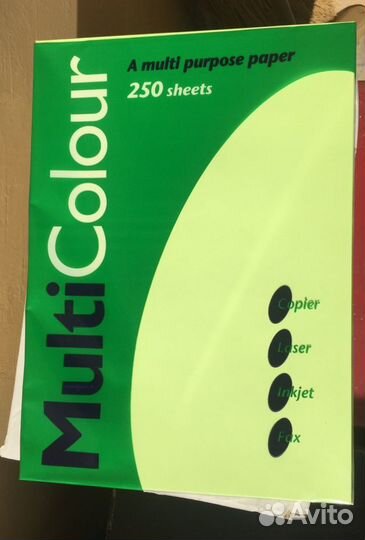 A multi purpose paper
250 sheets
MultiColour
Copier
Laser
Inkjet
Fax
Avito